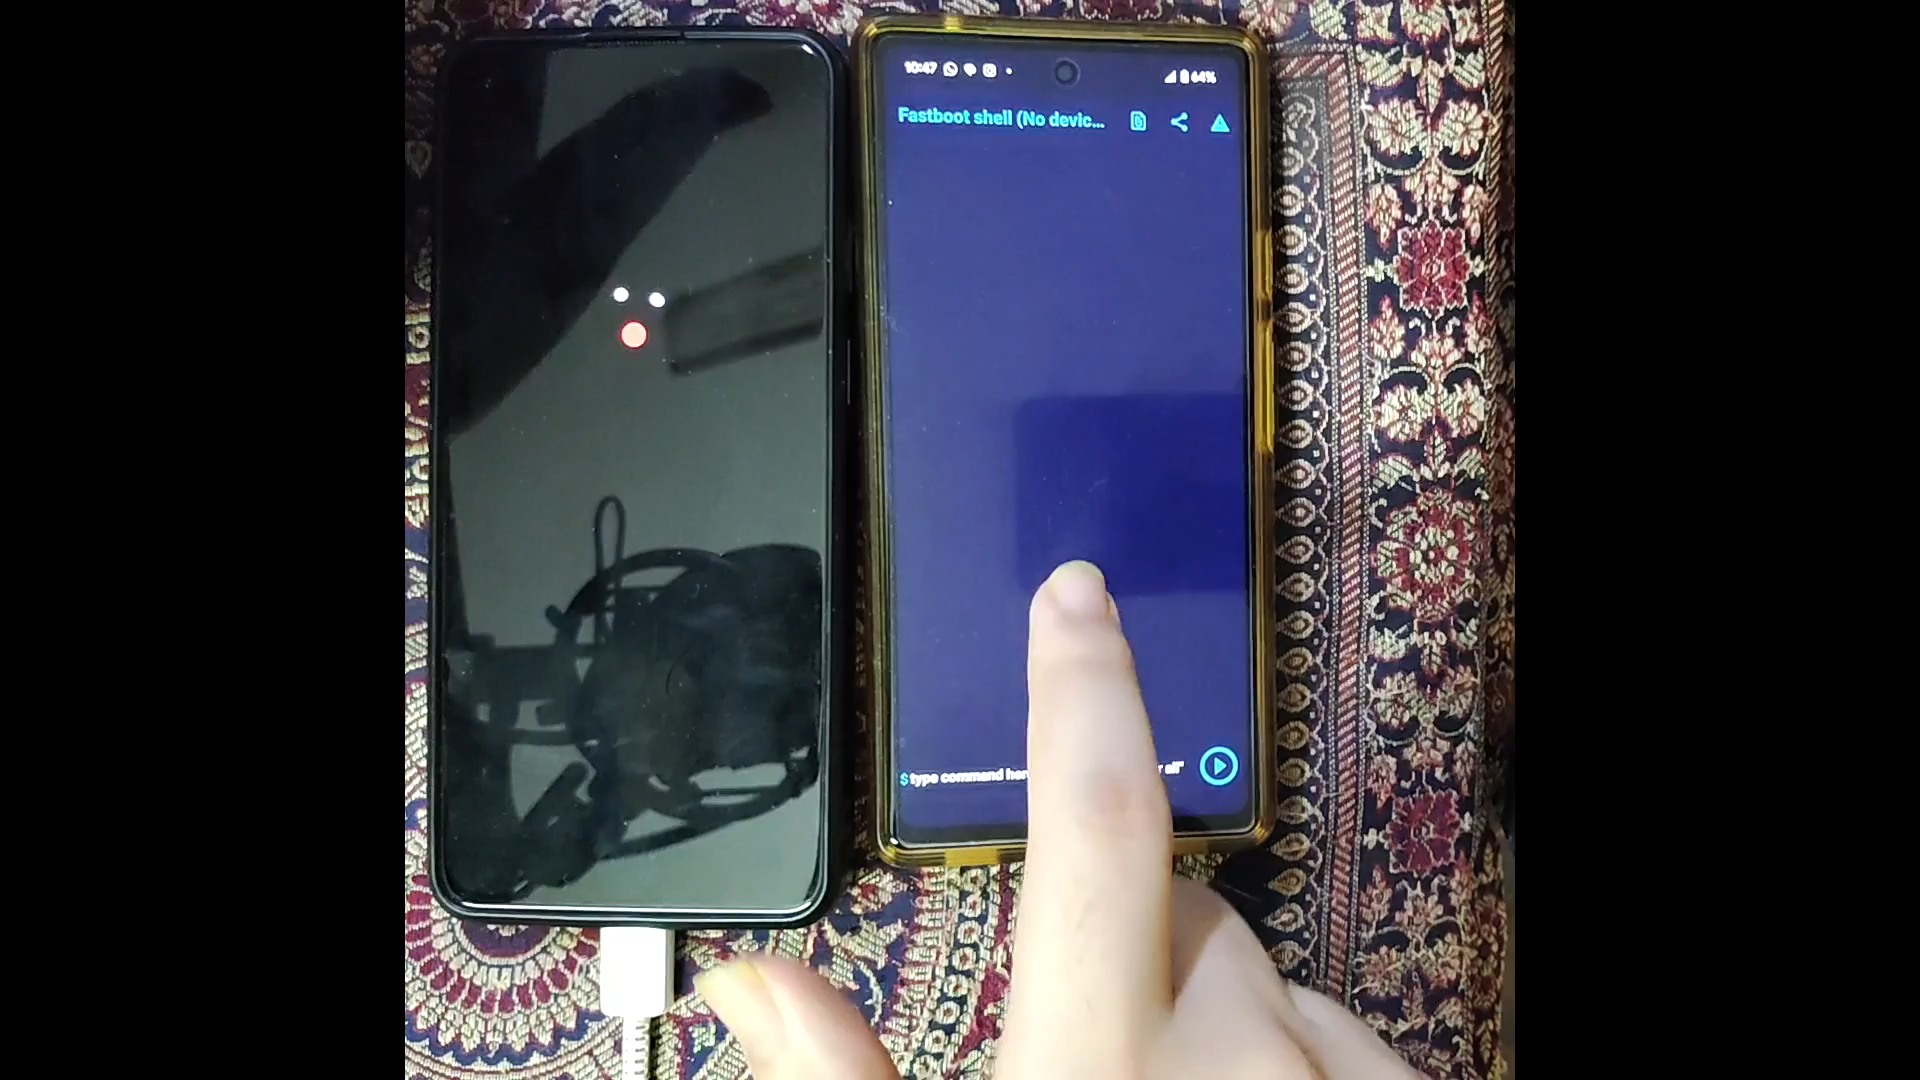 10:47 64%
Fastboot shell (No devic...
$ type command her all"